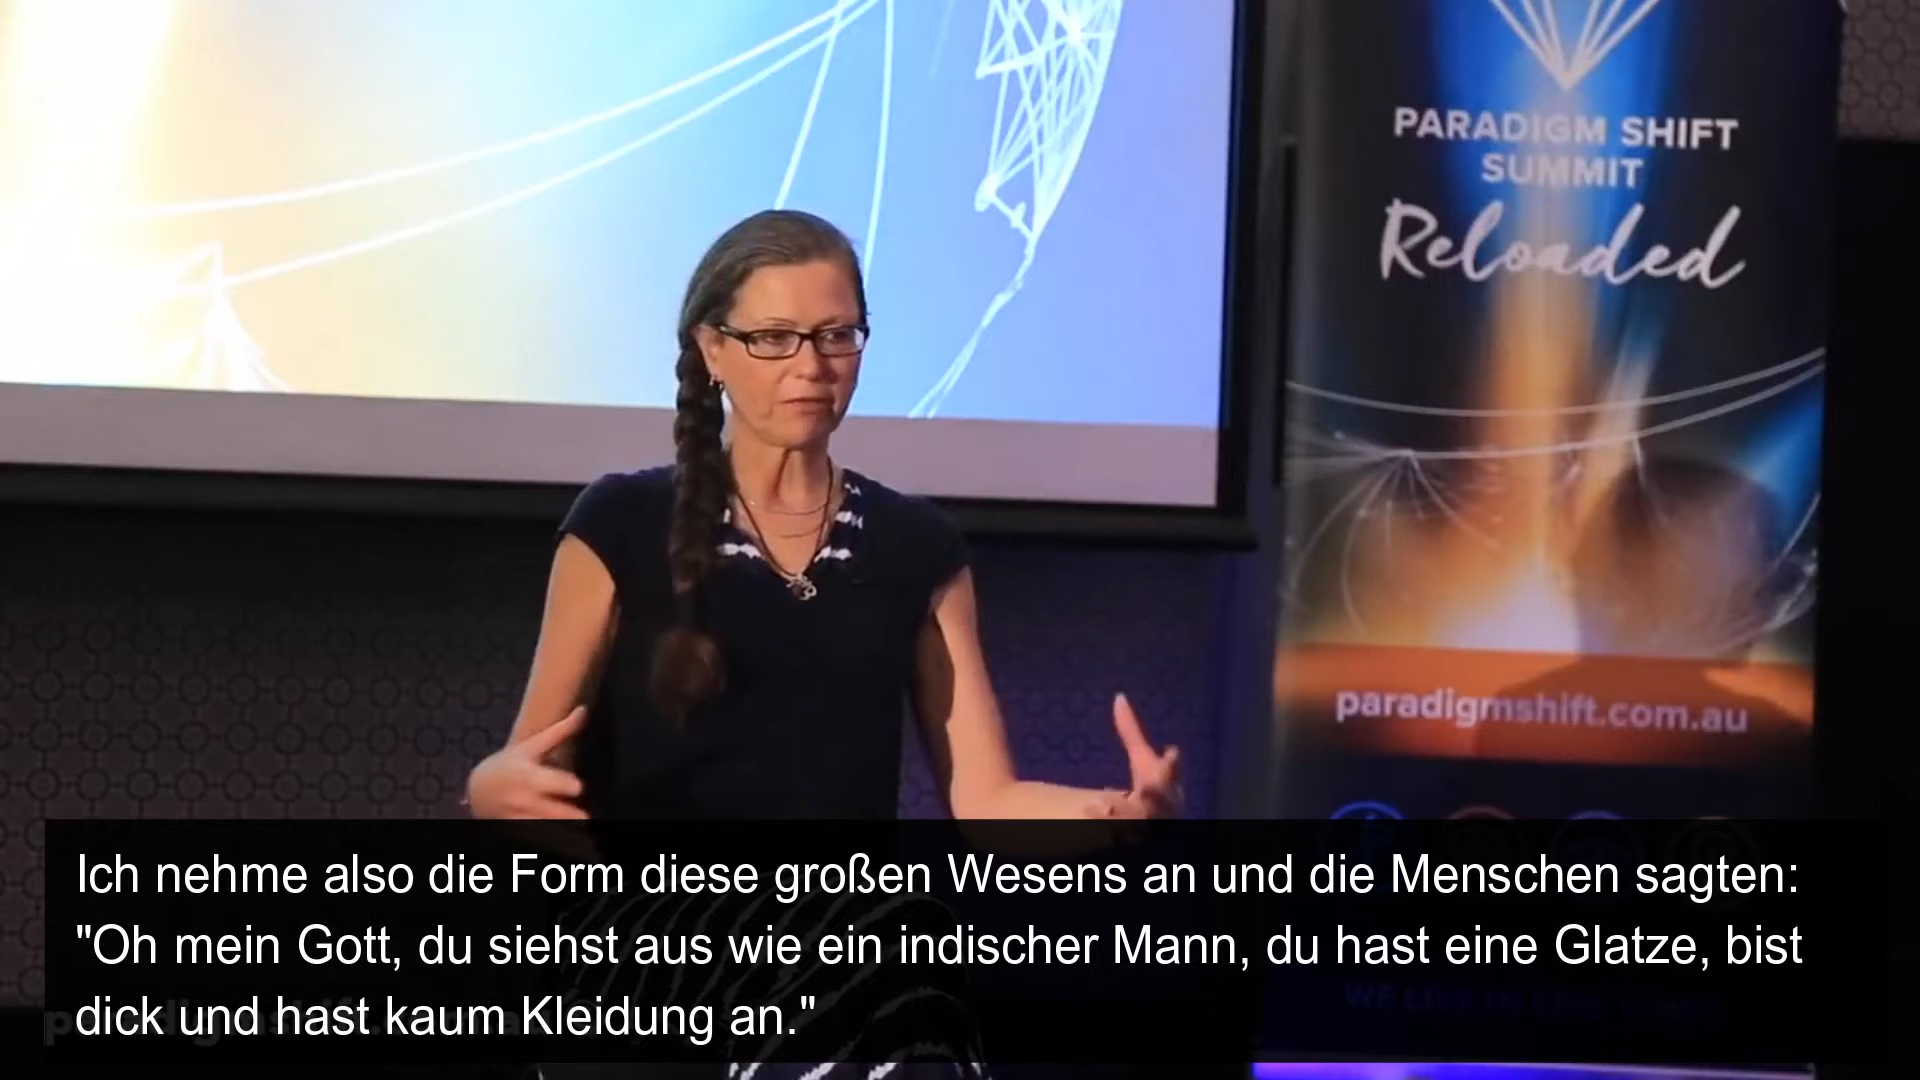 PARADIGM SHIFT
SUMMIT
Reloaded
paradigmshift.com.au
Ich nehme also die Form diese großen Wesens an und die Menschen sagten:
"Oh mein Gott, du siehst aus wie ein indischer Mann, du hast eine Glatze, bist
dick und hast kaum Kleidung an."